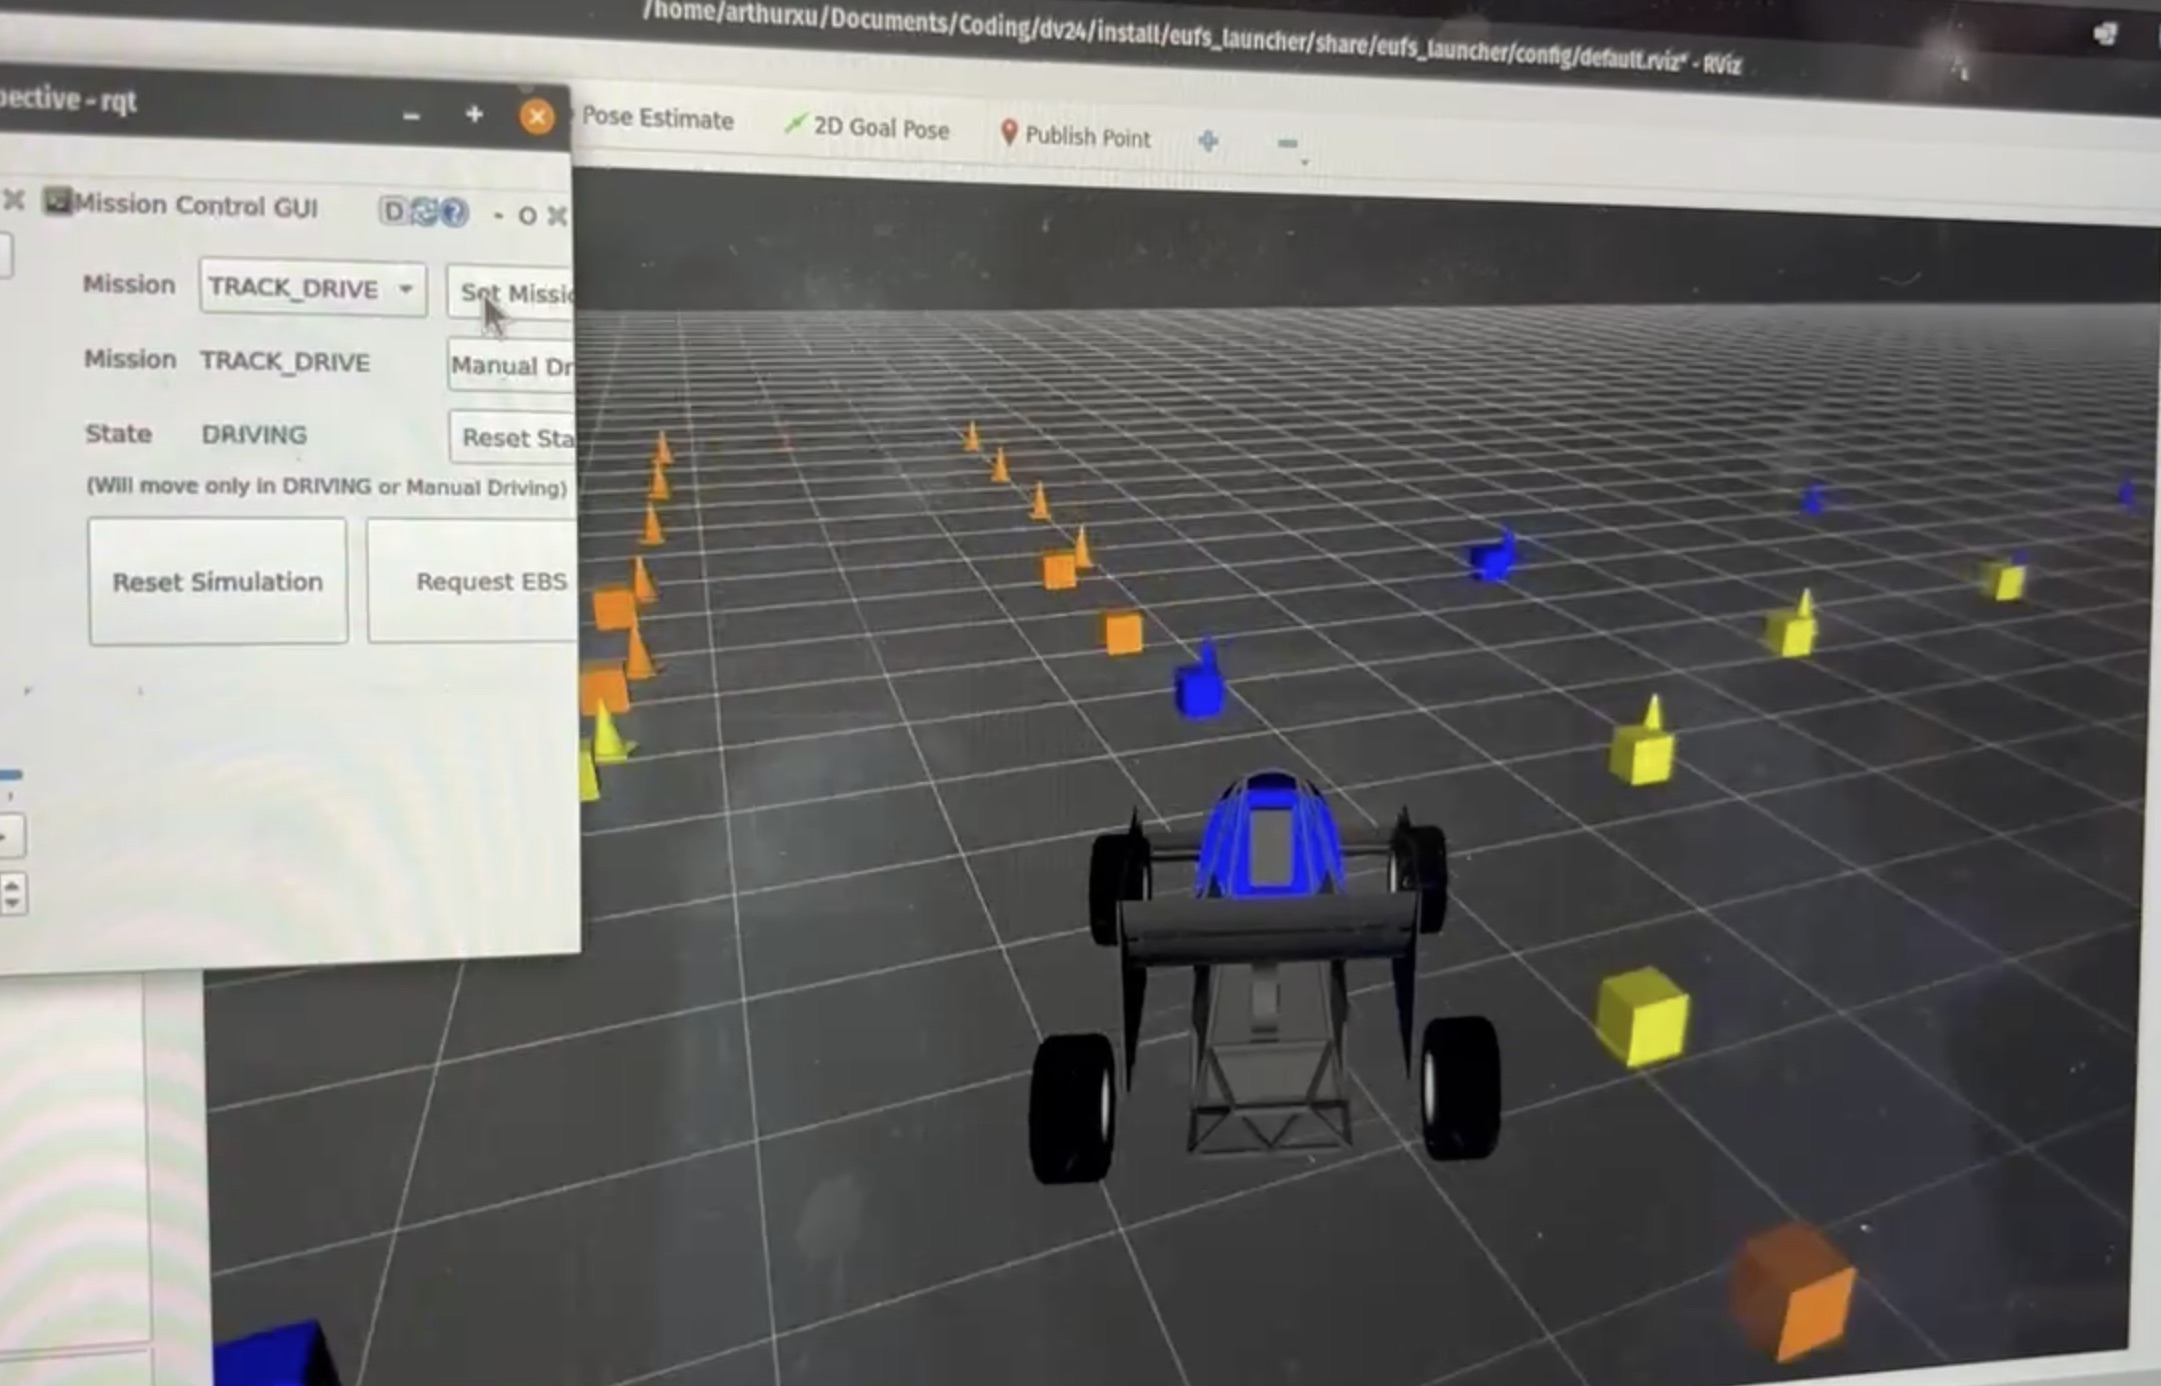 /home/arthurxu/Documents/Coding/dv24/install/eufs_launcher/share/eufs_launcher/config/default.rviz* - RViz
pective - rqt
Pose Estimate 2D Goal Pose Publish Point
Mission Control GUI D
Mission TRACK_DRIVE Set Missio
Mission TRACK_DRIVE Manual Dr
State DRIVING Reset Sta
(Will move only in DRIVING or Manual Driving)
Reset Simulation Request EBS